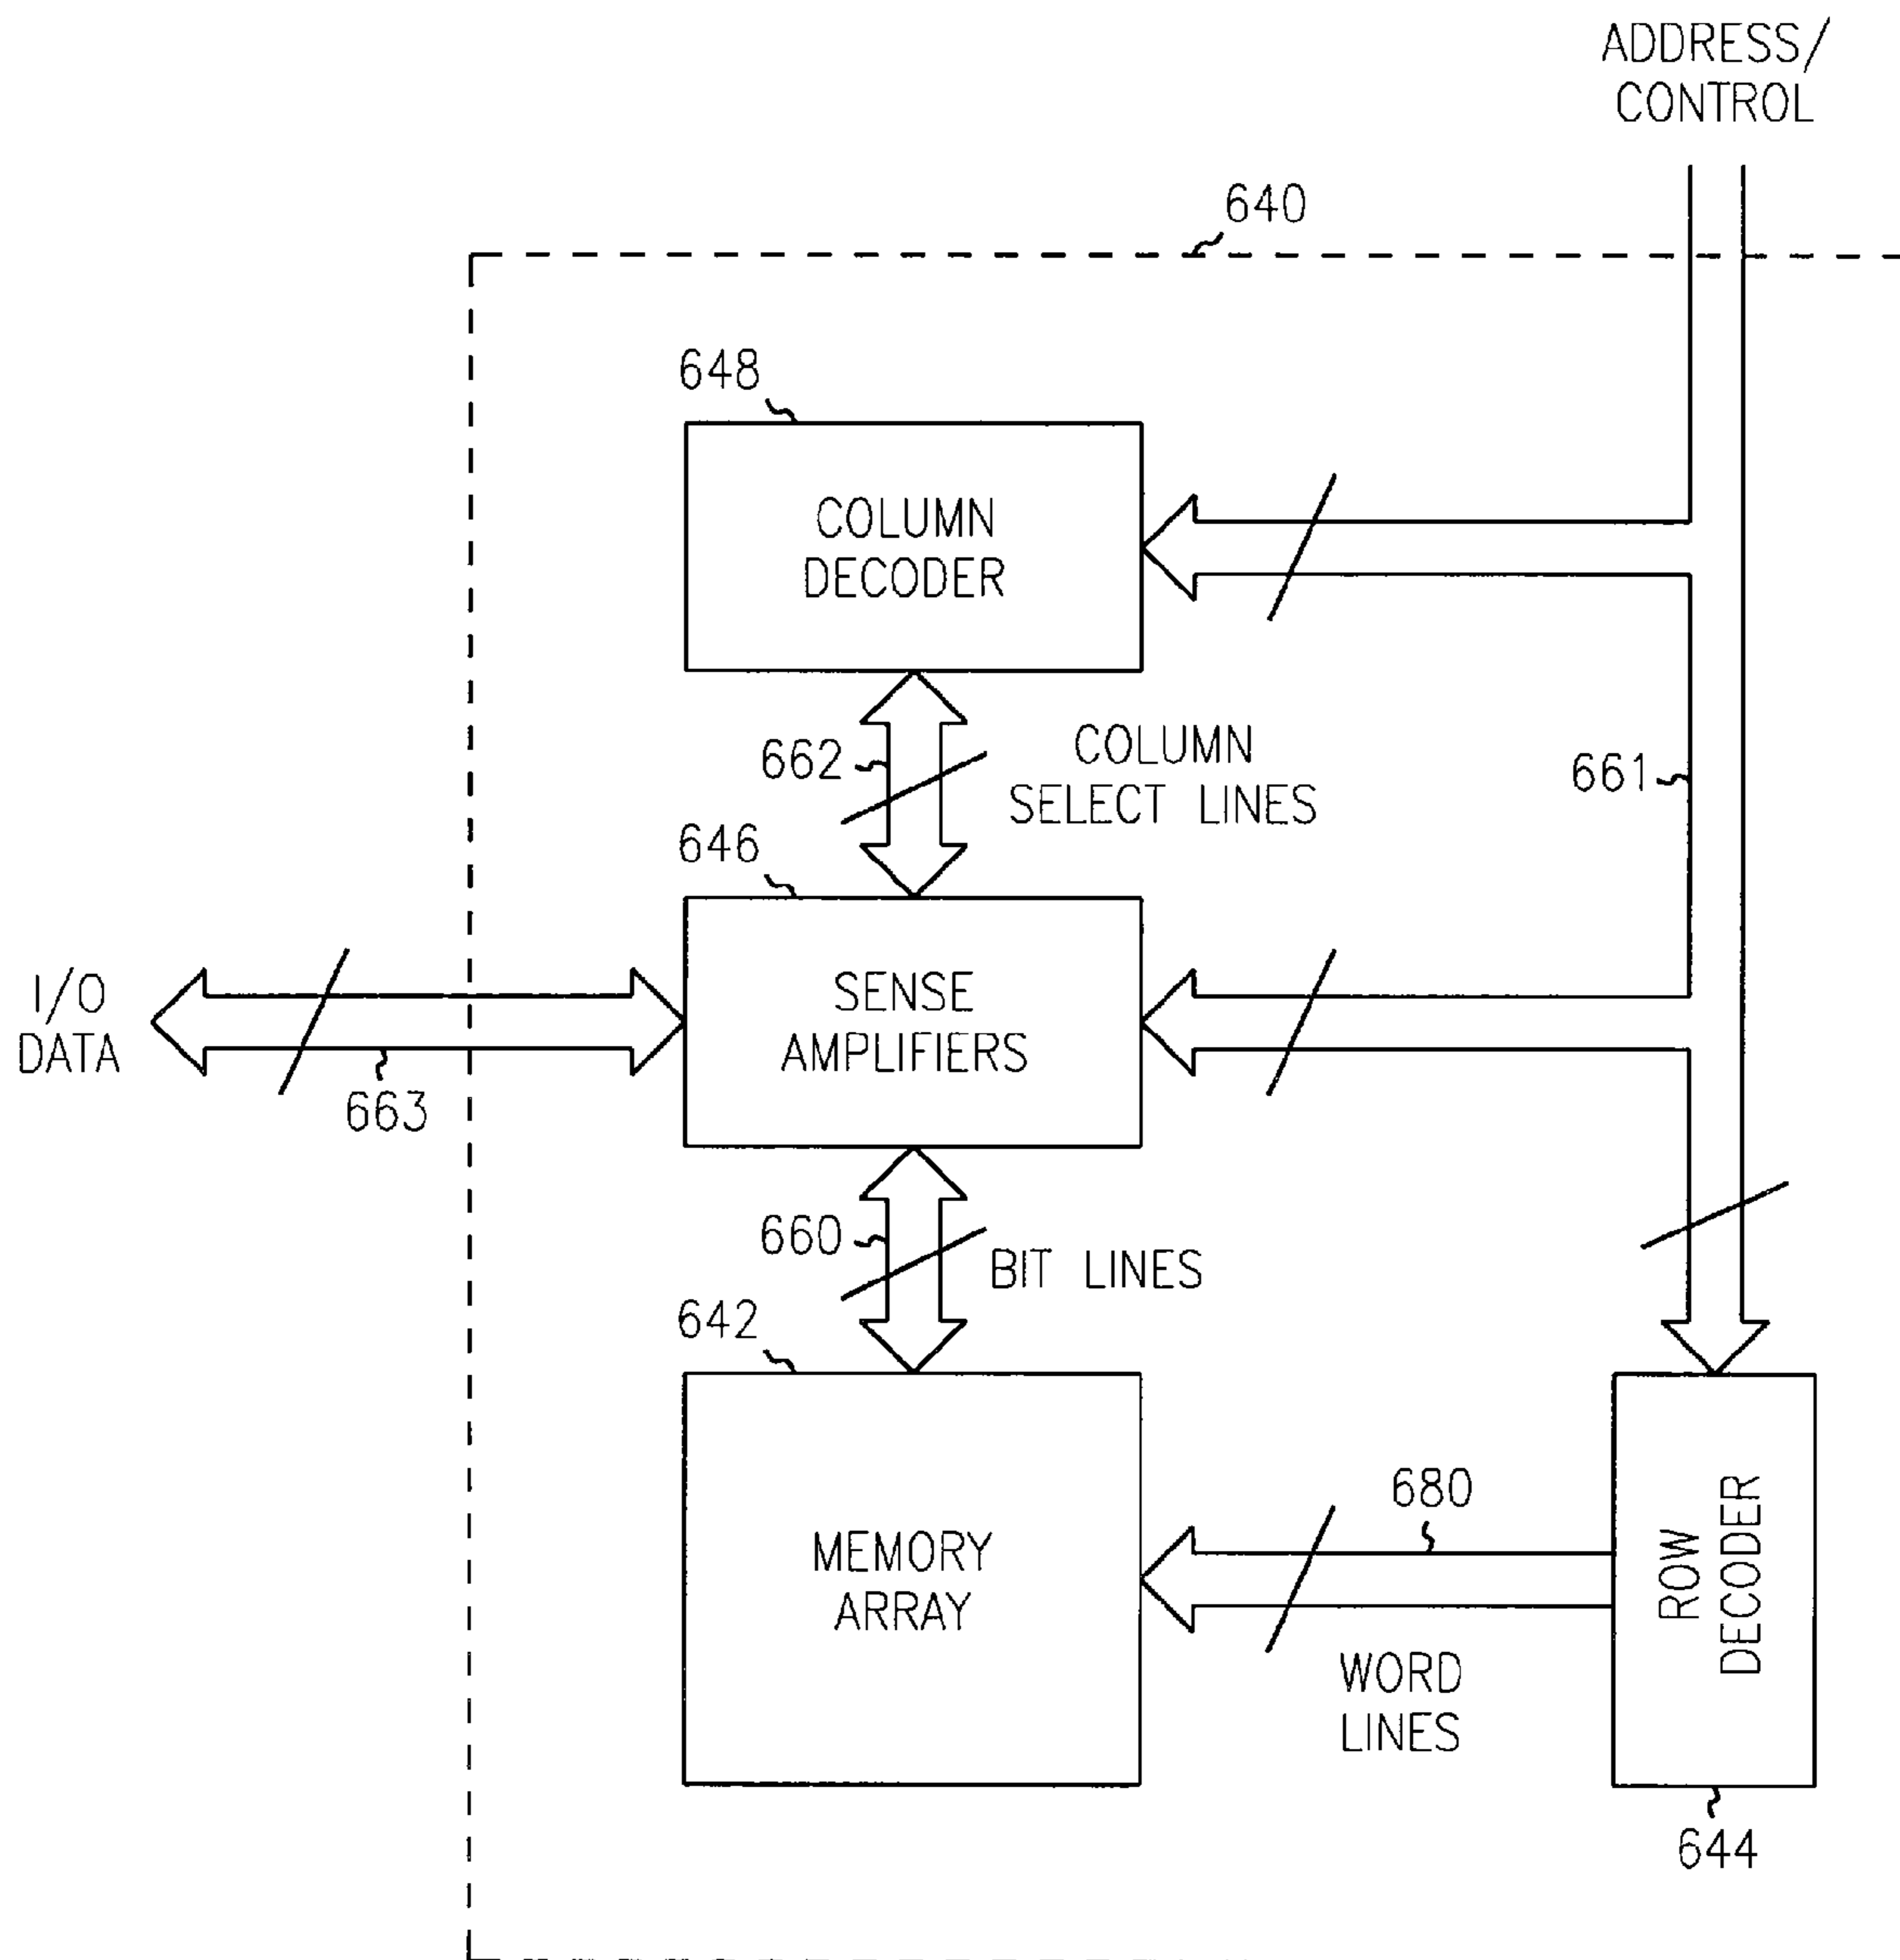 ADDRESS/
CONTROL
640
648
COLUMN
DECODER
662
COLUMN
SELECT LINES
661
646
I/O
DATA
SENSE
AMPLIFIERS
663
660
BIT LINES
642
680
MEMORY
ARRAY
ROW
DECODER
WORD
LINES
644